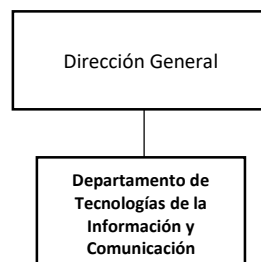 Dirección General
Departamento de
Tecnologías de la
Información y
Comunicación